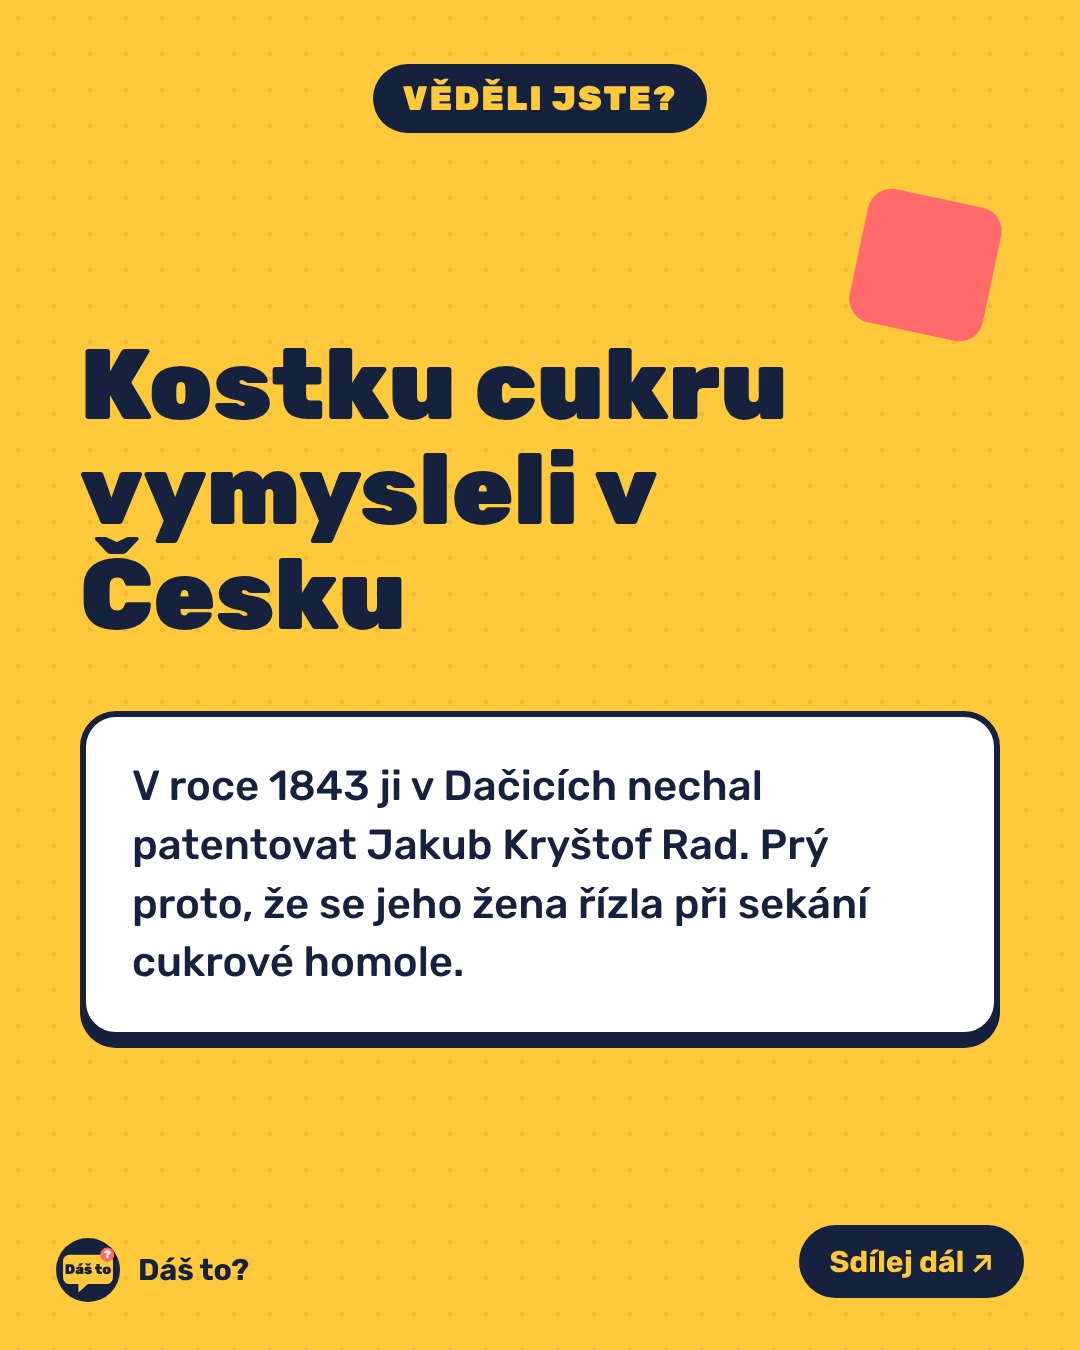 VĚDĚLI JSTE?
Kostku cukru
vymysleli v
Česku
V roce 1843 ji v Dačicích nechal
patentovat Jakub Kryštof Rad. Prý
proto, že se jeho žena řízla při sekání
cukrové homole.
?
Dáš to
Dáš to?
Sdílej dál ↗